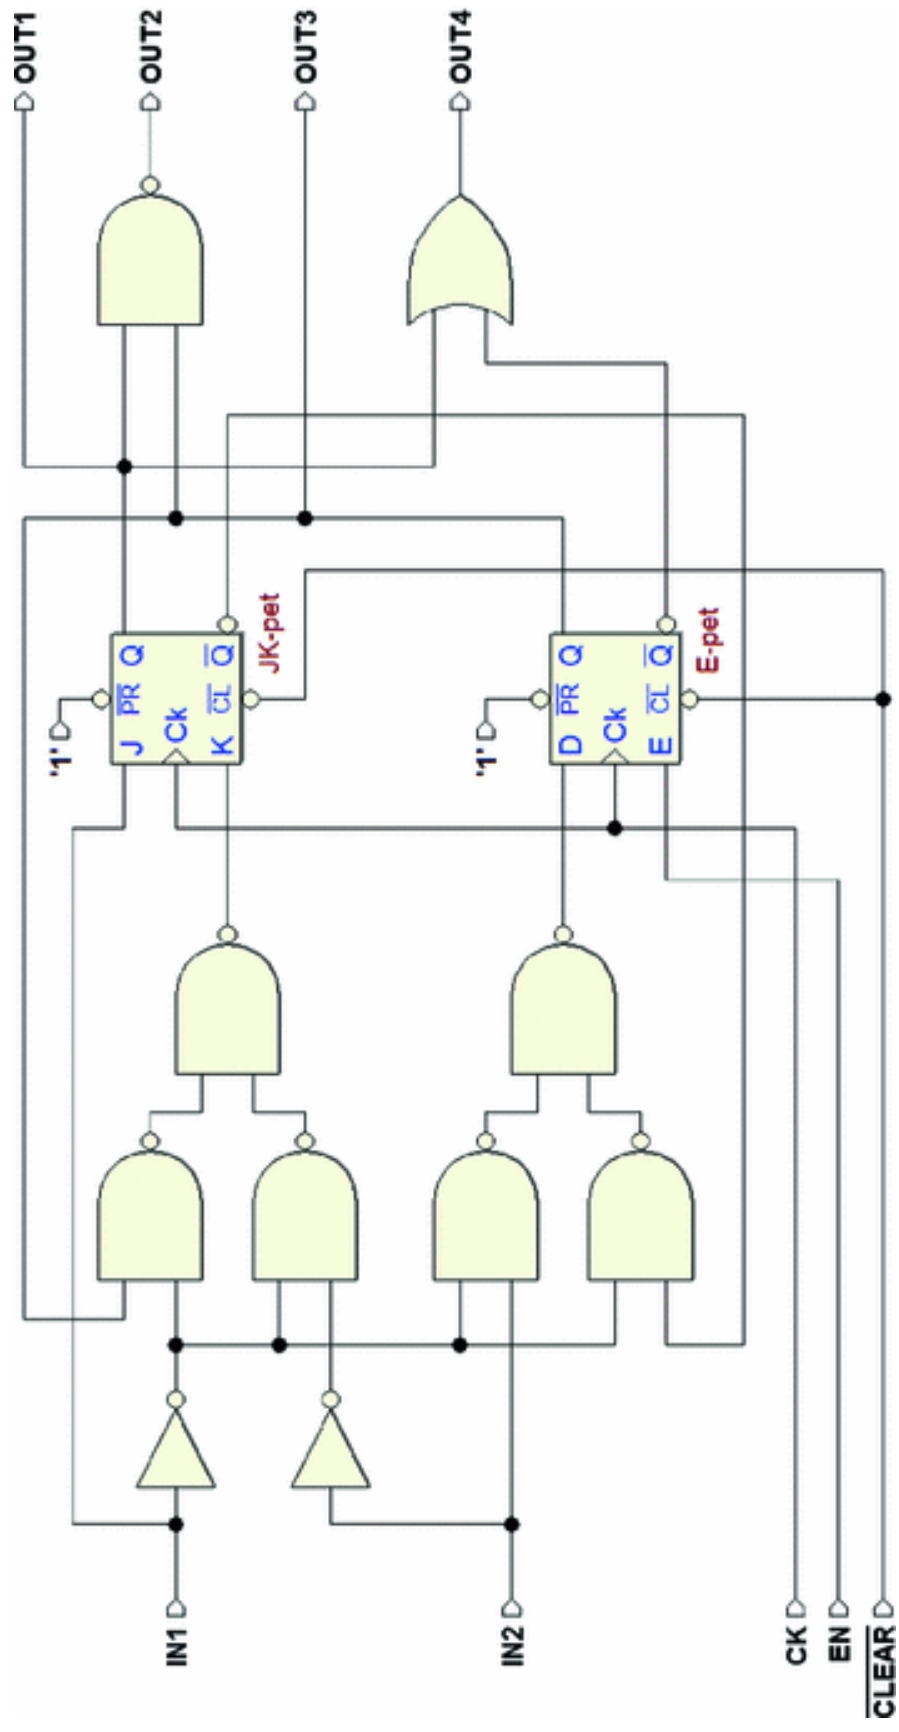 OUT1
OUT2
OUT3
OUT4
'1'
J
Q
PR
Ck
K
Q
CL
JK-pet
'1'
D
Q
PR
Ck
E
Q
CL
E-pet
IN1
IN2
CK
EN
CLEAR